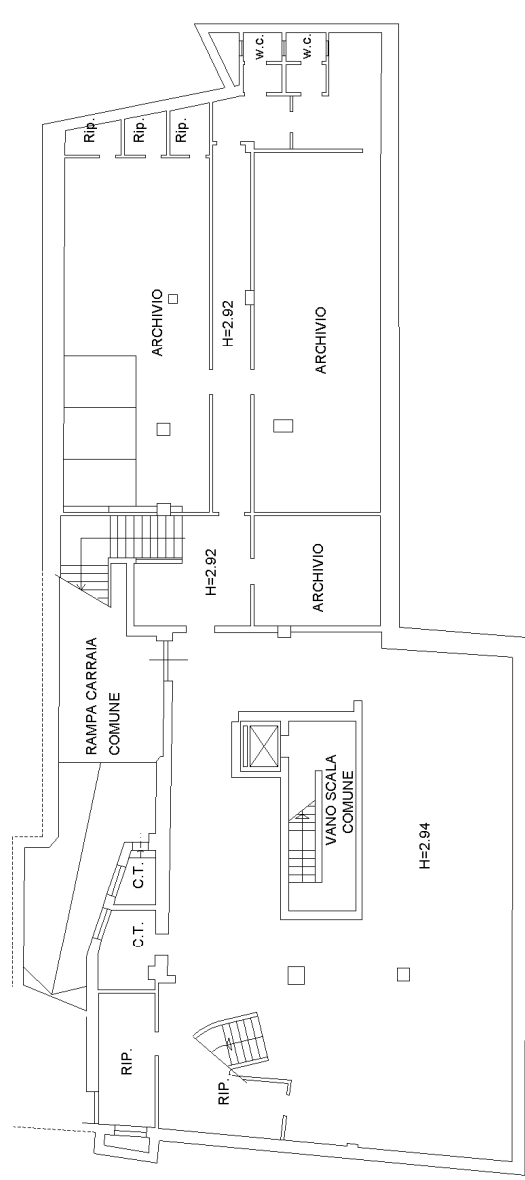 w.c.
w.c.
Rip.
Rip.
Rip.
ARCHIVIO
H=2.92
ARCHIVIO
H=2.92
ARCHIVIO
RAMPA CARRAIA
COMUNE
VANO SCALA
COMUNE
H=2.94
C.T.
C.T.
RIP.
RIP.